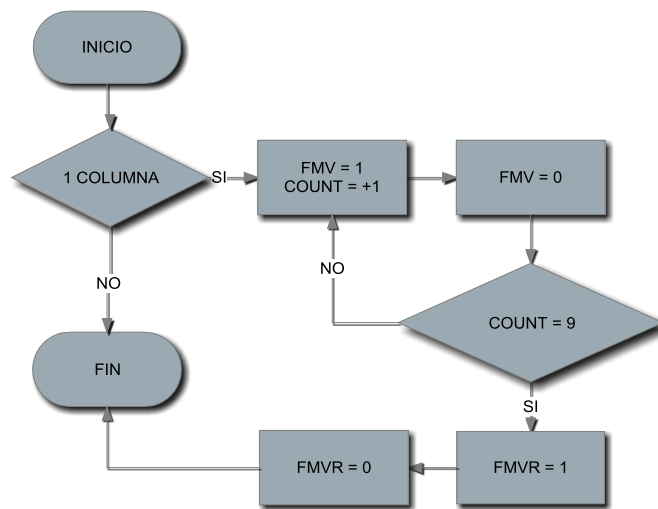 INICIO
1 COLUMNA
SI
FMV = 1
COUNT = +1
FMV = 0
NO
NO
COUNT = 9
FIN
SI
FMVR = 0
FMVR = 1